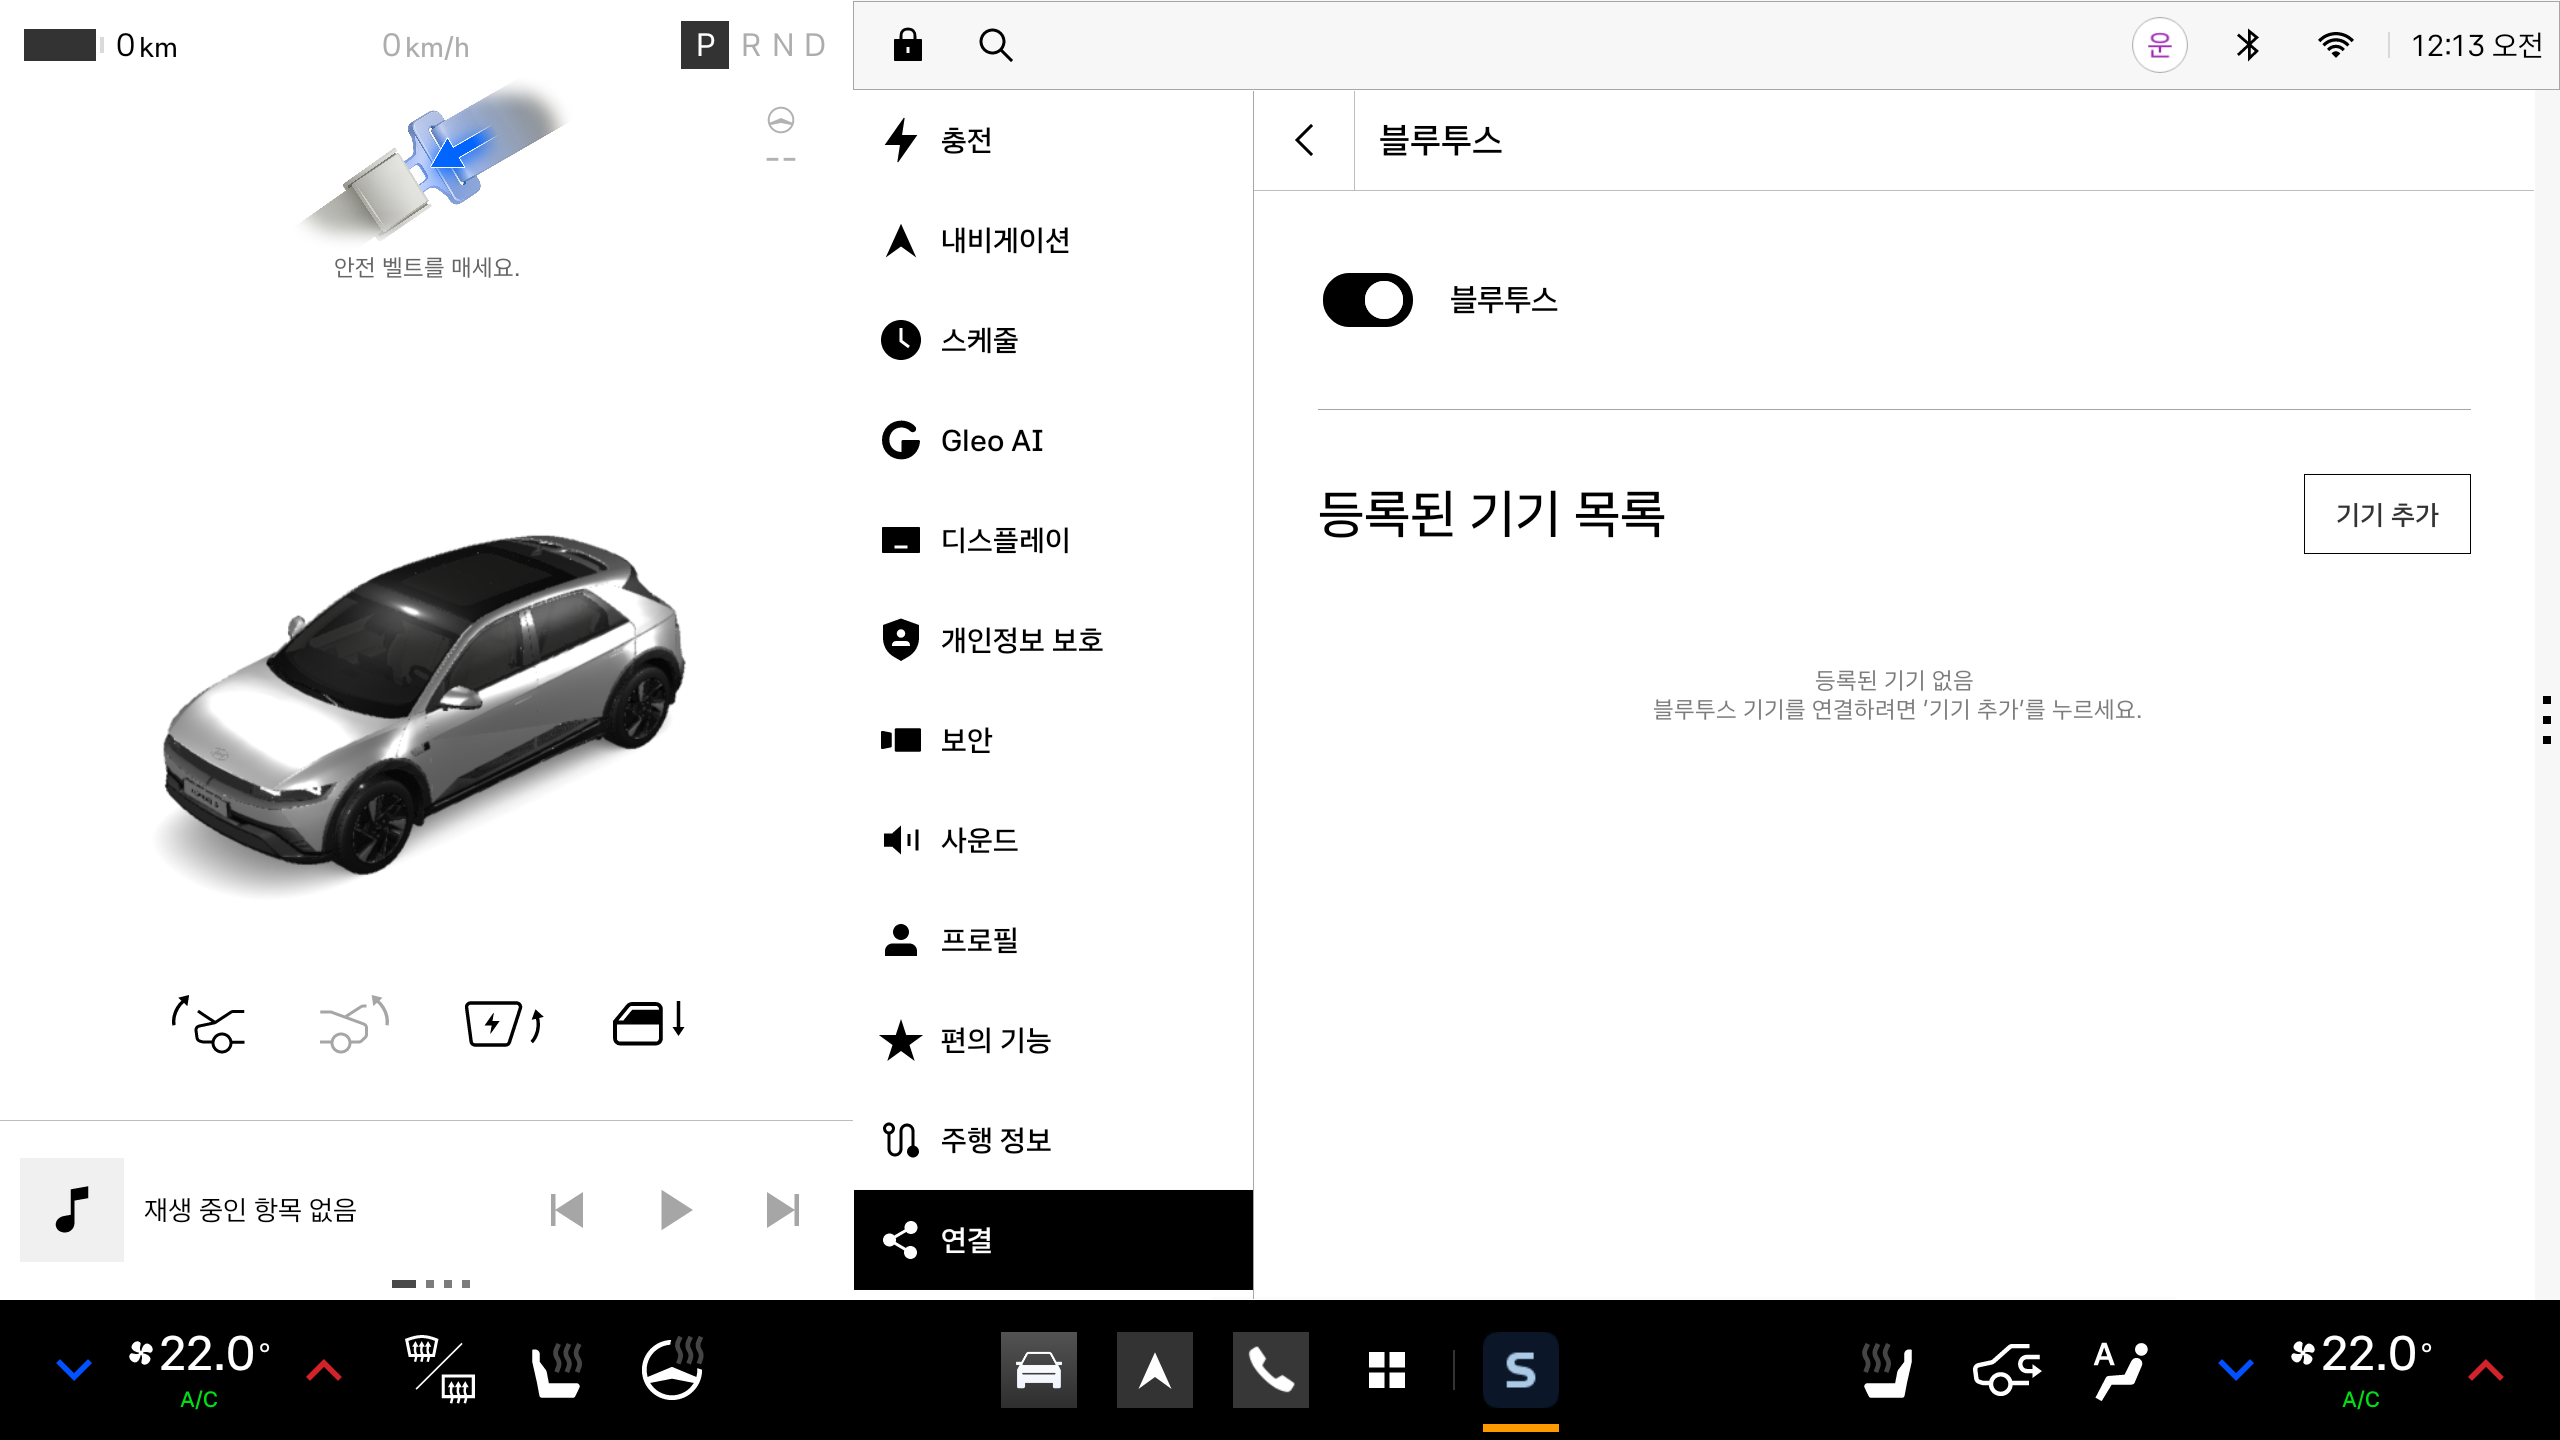 0 km
0 km/h
P R N D
운
12:13 오전
안전 벨트를 매세요.
재생 중인 항목 없음
충전
내비게이션
스케줄
Gleo AI
디스플레이
개인정보 보호
보안
사운드
프로필
편의 기능
주행 정보
연결
블루투스
블루투스
등록된 기기 목록
기기 추가
등록된 기기 없음
블루투스 기기를 연결하려면 '기기 추가'를 누르세요.
22.0°
A/C
S
A
22.0°
A/C